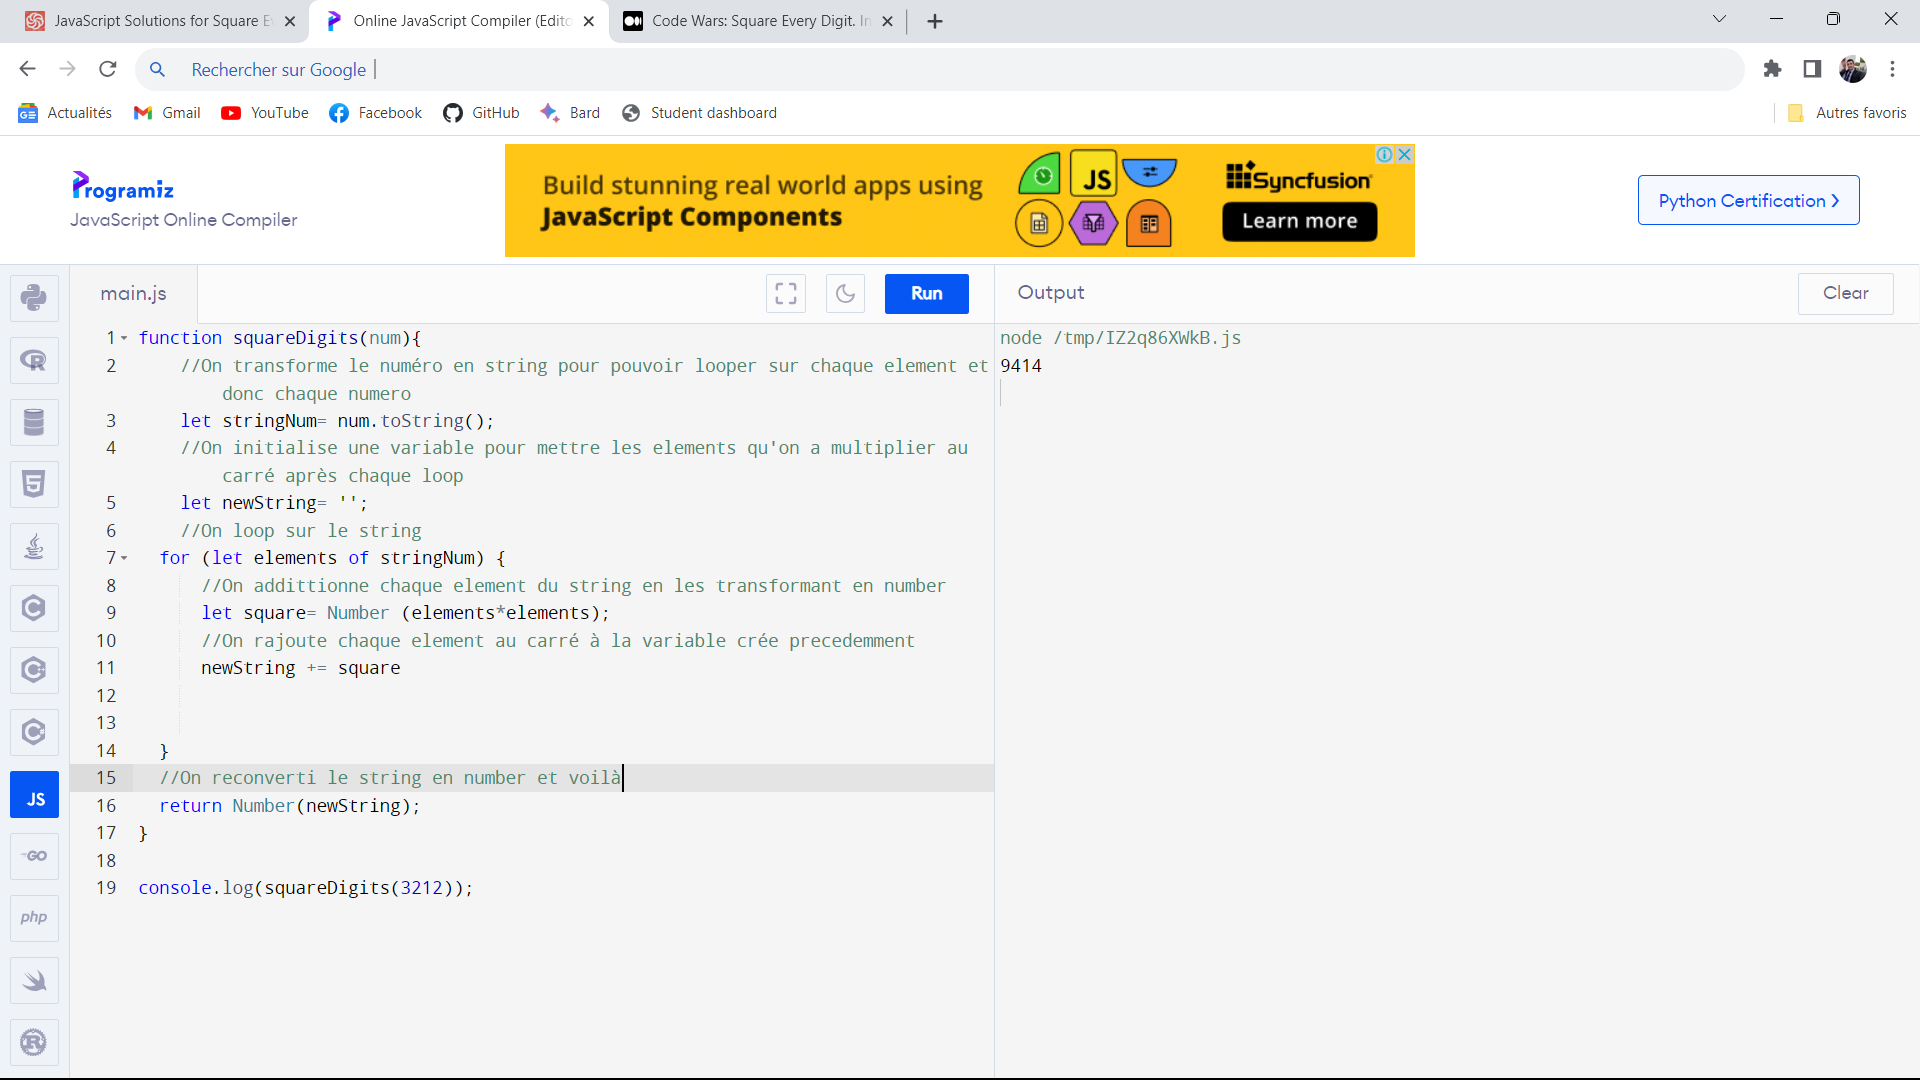 JavaScript Solutions for Square E
Online JavaScript Compiler (Edito
Code Wars: Square Every Digit. In
Rechercher sur Google
Actualités
Gmail
YouTube
Facebook
GitHub
Bard
Student dashboard
Autres favoris
Programiz
JavaScript Online Compiler
Build stunning real world apps using
JavaScript Components
JS
Syncfusion
Learn more
Python Certification ›
main.js
Run
Output
Clear
1 function squareDigits(num){
2 //On transforme le numéro en string pour pouvoir looper sur chaque element et
donc chaque numero
3 let stringNum= num.toString();
4 //On initialise une variable pour mettre les elements qu'on a multiplier au
carré après chaque loop
5 let newString= '';
6 //On loop sur le string
7 for (let elements of stringNum) {
8 //On addittionne chaque element du string en les transformant en number
9 let square= Number (elements*elements);
10 //On rajoute chaque element au carré à la variable crée precedemment
11 newString += square
12
13
14 }
15 //On reconverti le string en number et voilà
16 return Number(newString);
17 }
18
19 console.log(squareDigits(3212));
node /tmp/IZ2q86XWkB.js
9414
JS
GO
php